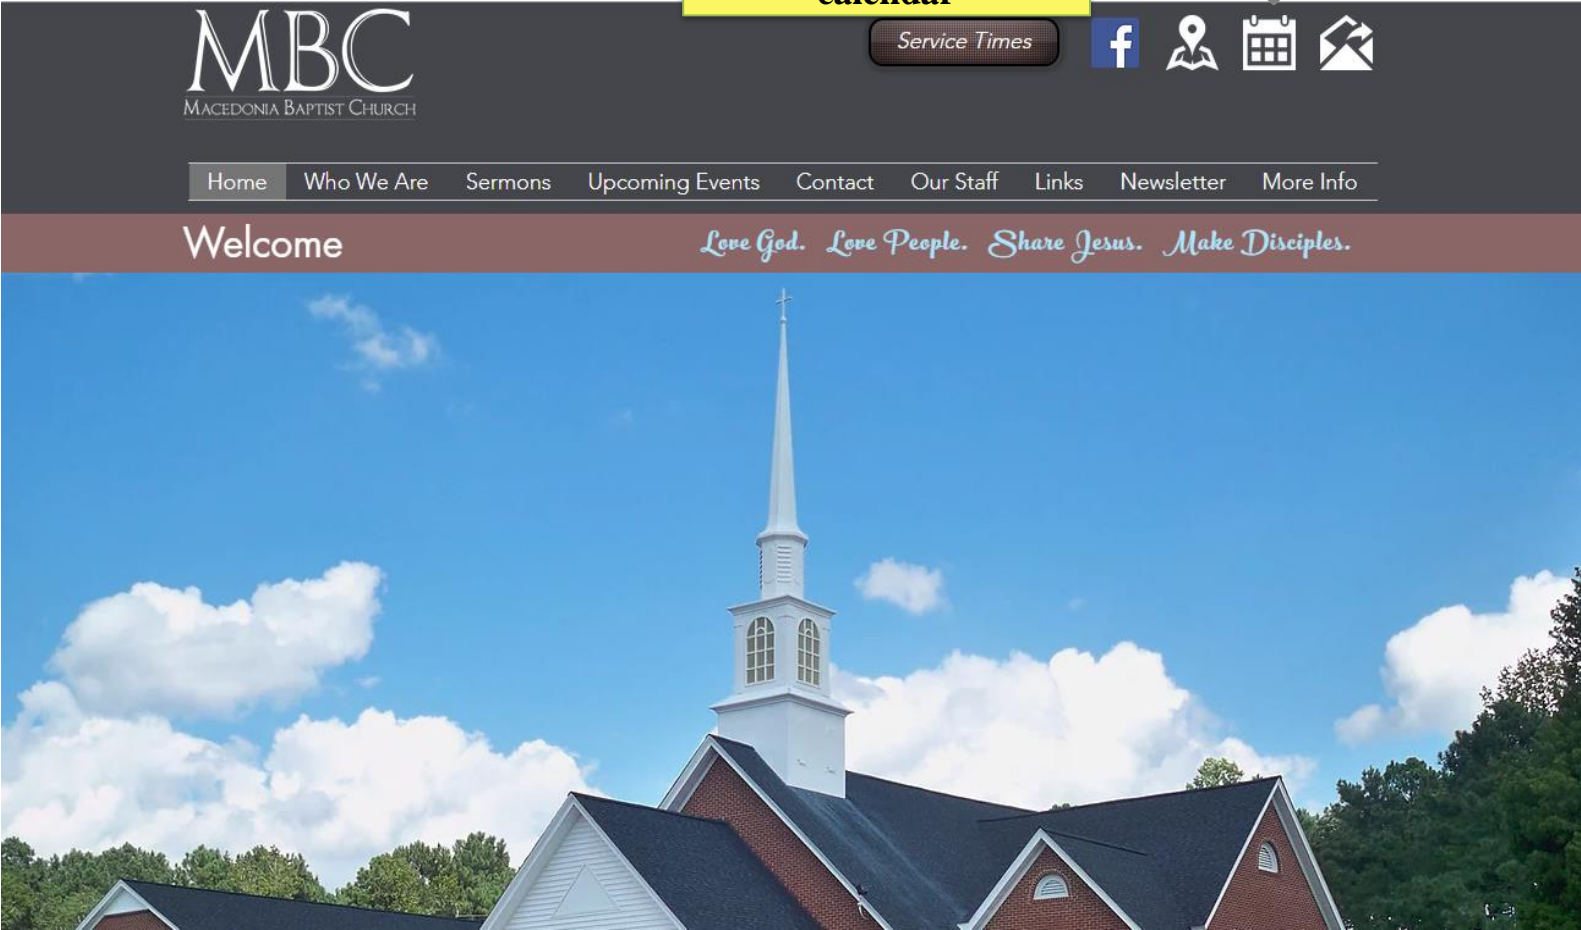 calendar
MBC
Macedonia Baptist Church
Service Times
Home Who We Are Sermons Upcoming Events Contact Our Staff Links Newsletter More Info
Welcome
Love God. Love People. Share Jesus. Make Disciples.